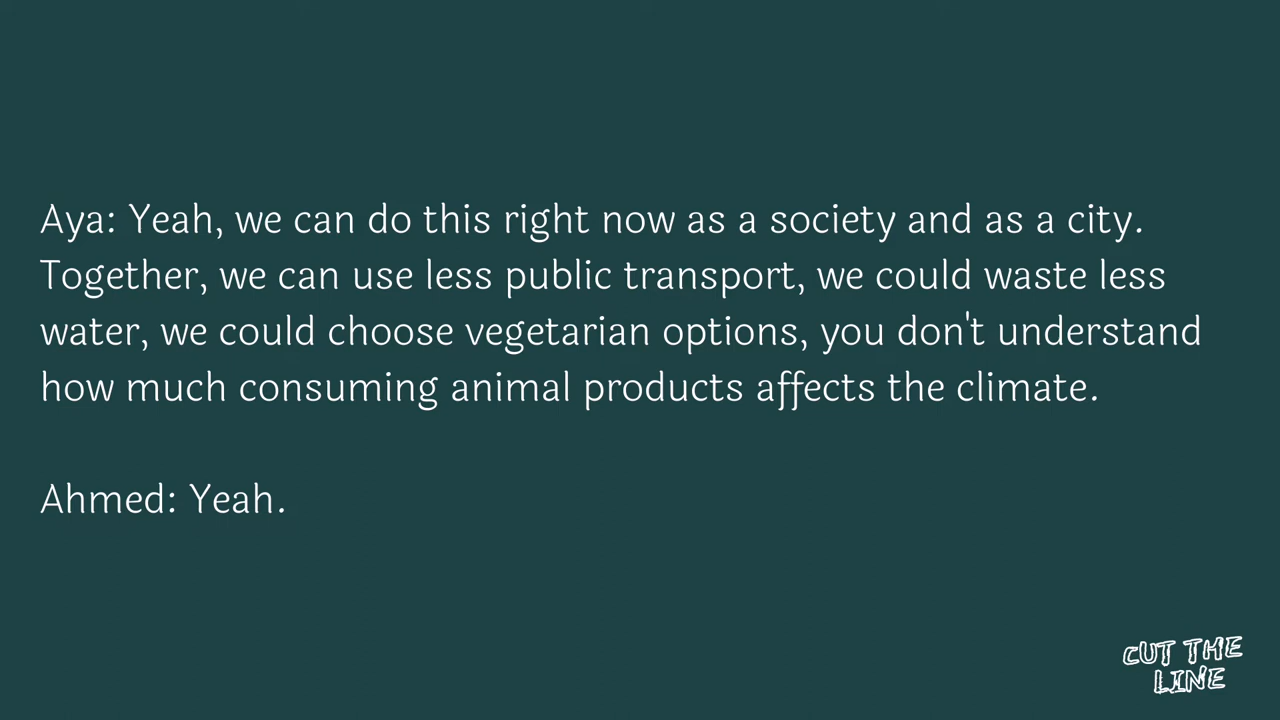 Aya: Yeah, we can do this right now as a society and as a city.
Together, we can use less public transport, we could waste less
water, we could choose vegetarian options, you don't understand
how much consuming animal products affects the climate.
Ahmed: Yeah.
CUT THE
LINE